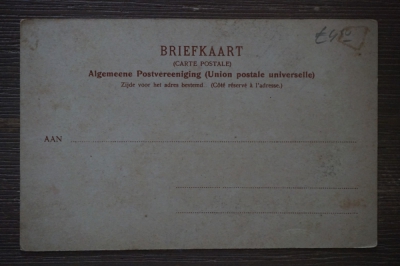 BRIEFKAART
(CARTE POSTALE)
Algemeene Postvereeniging (Union postale universelle)
Zijde voor het adres bestemd. (Côté réservé à l'adresse.)
AAN